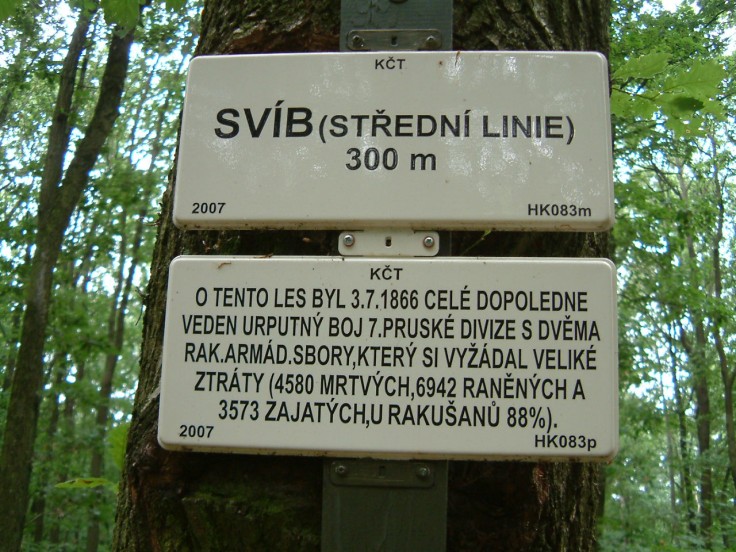 KČT
SVÍB (STŘEDNÍ LINIE)
300 m
2007 HK083m
KČT
O TENTO LES BYL 3.7.1866 CELÉ DOPOLEDNE
VEDEN URPUTNÝ BOJ 7.PRUSKÉ DIVIZE S DVĚMA
RAK.ARMÁD.SBORY,KTERÝ SI VYŽÁDAL VELIKÉ
ZTRÁTY (4580 MRTVÝCH,6942 RANĚNÝCH A
3573 ZAJATÝCH,U RAKUŠANŮ 88%).
2007 HK083p